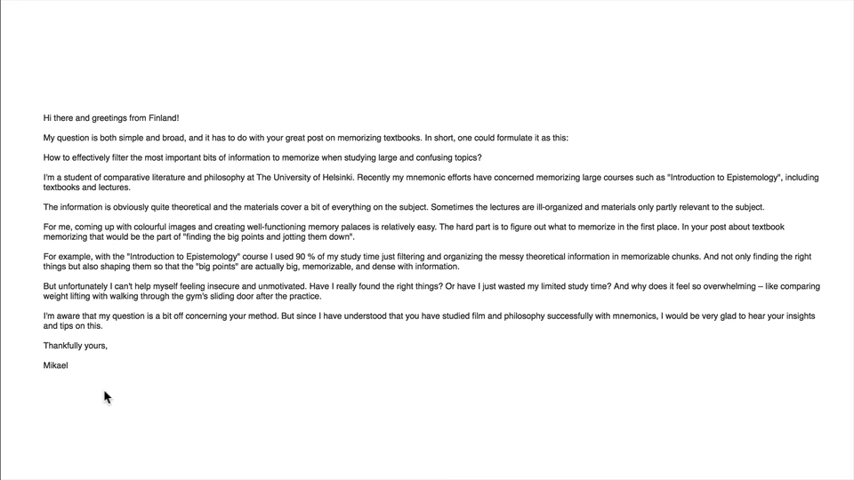 Hi there and greetings from Finland!
My question is both simple and broad, and it has to do with your great post on memorizing textbooks. In short, one could formulate it as this:
How to effectively filter the most important bits of information to memorize when studying large and confusing topics?
I'm a student of comparative literature and philosophy at The University of Helsinki. Recently my mnemonic efforts have concerned memorizing large courses such as "Introduction to Epistemology", including
textbooks and lectures.
The information is obviously quite theoretical and the materials cover a bit of everything on the subject. Sometimes the lectures are ill-organized and materials only partly relevant to the subject.
For me, coming up with colourful images and creating well-functioning memory palaces is relatively easy. The hard part is to figure out what to memorize in the first place. In your post about textbook
memorizing that would be the part of "finding the big points and jotting them down".
For example, with the "Introduction to Epistemology" course I used 90 % of my study time just filtering and organizing the messy theoretical information in memorizable chunks. And not only finding the right
things but also shaping them so that the "big points" are actually big, memorizable, and dense with information.
But unfortunately I can't help myself feeling insecure and unmotivated. Have I really found the right things? Or have I just wasted my limited study time? And why does it feel so overwhelming – like comparing
weight lifting with walking through the gym's sliding door after the practice.
I'm aware that my question is a bit off concerning your method. But since I have understood that you have studied film and philosophy successfully with mnemonics, I would be very glad to hear your insights
and tips on this.
Thankfully yours,
Mikael